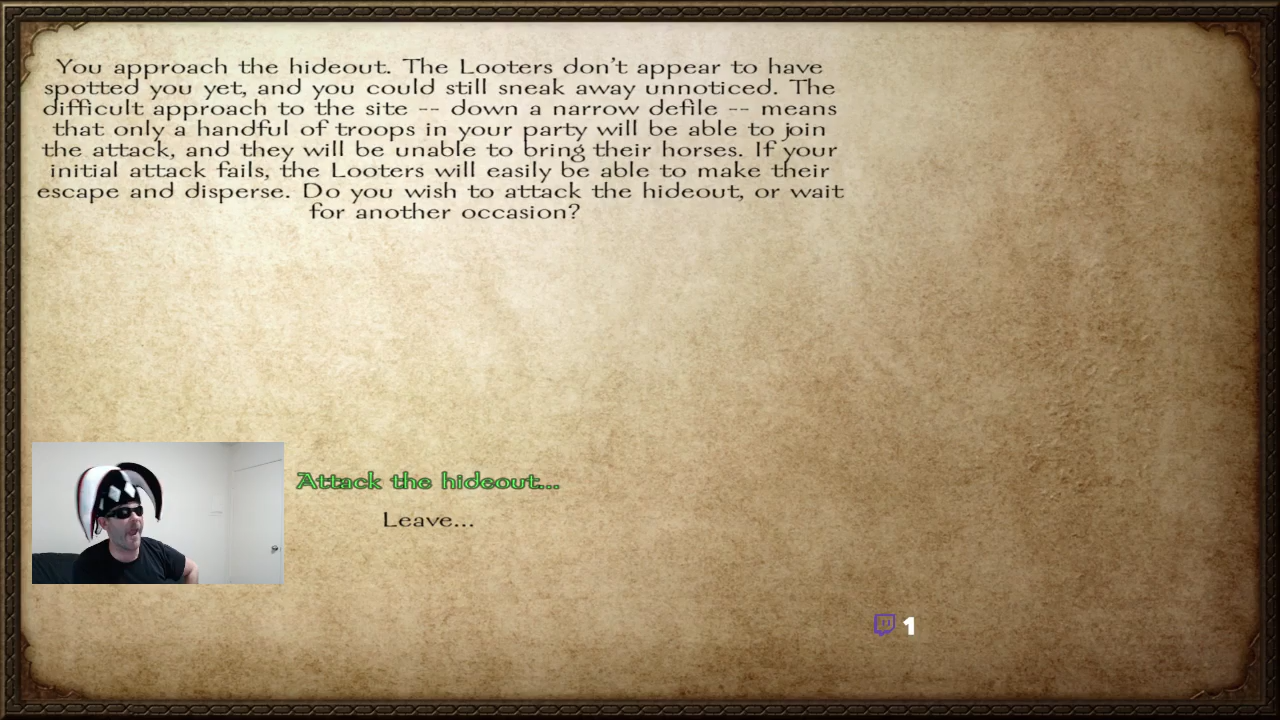 You approach the hideout. The Looters don't appear to have
spotted you yet, and you could still sneak away unnoticed. The
difficult approach to the site -- down a narrow defile -- means
that only a handful of troops in your party will be able to join
the attack, and they will be unable to bring their horses. If your
initial attack fails, the Looters will easily be able to make their
escape and disperse. Do you wish to attack the hideout, or wait
for another occasion?
Attack the hideout...
Leave...
1